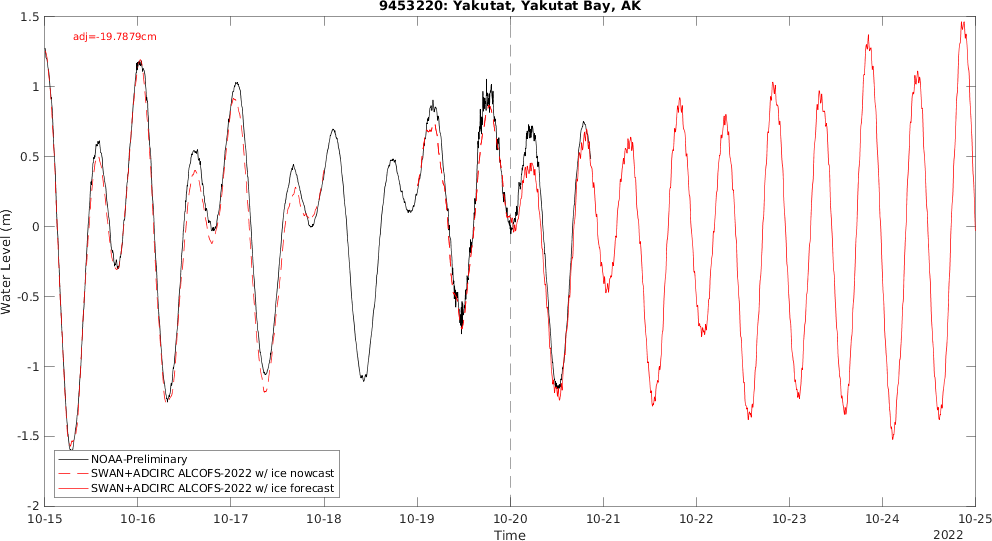 9453220: Yakutat, Yakutat Bay, AK
adj=-19.7879cm
1.5
1
0.5
0
-0.5
-1
-1.5
-2
Water Level (m)
NOAA-Preliminary
SWAN+ADCIRC ALCOFS-2022 w/ ice nowcast
SWAN+ADCIRC ALCOFS-2022 w/ ice forecast
10-15 10-16 10-17 10-18 10-19 10-20 10-21 10-22 10-23 10-24 10-25
Time
2022